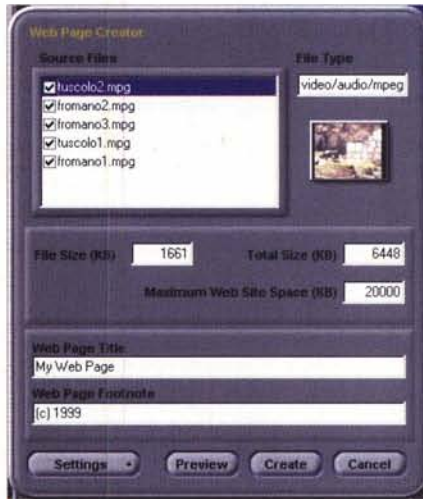 Web Page Creator
Source Files
File Type
tuscolo2.mpg
fromano2.mpg
fromano3.mpg
tuscolo1.mpg
fromano1.mpg
video/audio/mpeg
File Size (KB) 1661 Total Size (KB) 6448
Maximum Web Site Space (KB) 20000
Web Page Title
My Web Page
Web Page Footnote
(c) 1999
Settings Preview Create Cancel